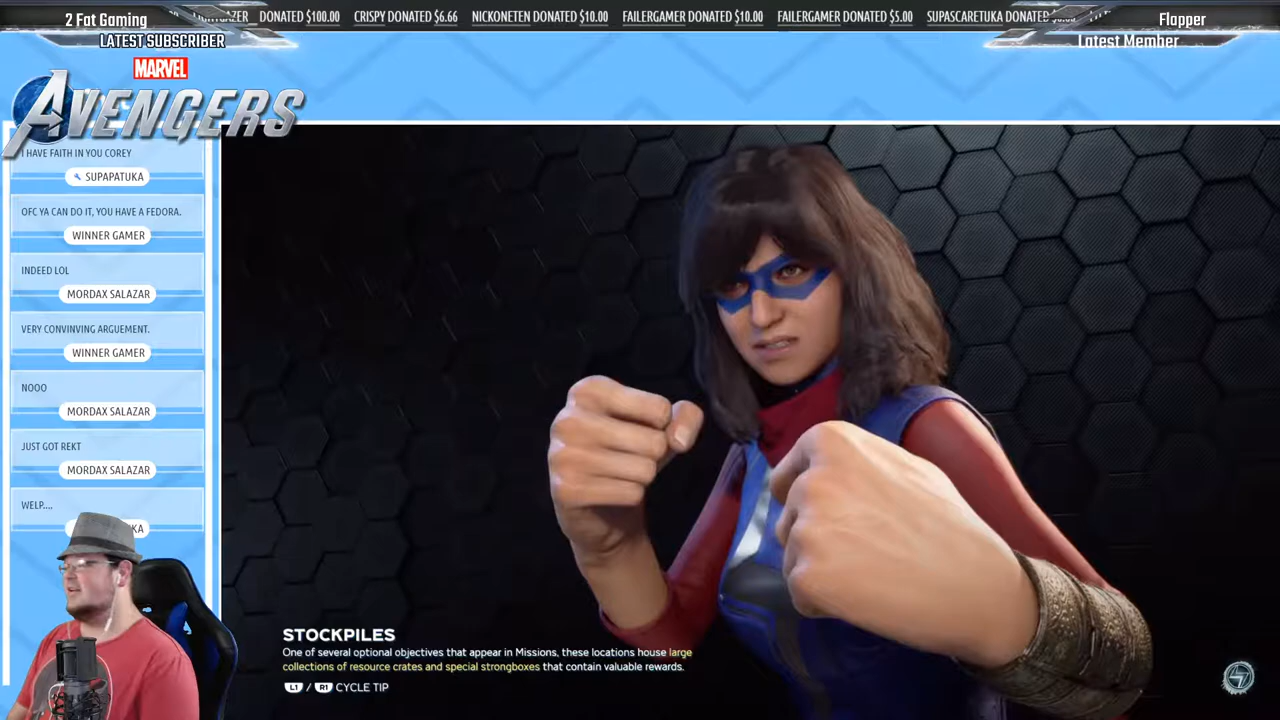 DONATED $100.00 CRISPY DONATED $6.66 NICKONETEN DONATED $10.00 FAILERGAMER DONATED $10.00 FAILERGAMER DONATED $5.00 SUPASCARETUKA DONATED
2 Fat Gaming
LATEST SUBSCRIBER
Flapper
Latest Member
MARVEL
AVENGERS
I HAVE FAITH IN YOU COREY
SUPAPATUKA
OFC YA CAN DO IT, YOU HAVE A FEDORA.
WINNER GAMER
INDEED LOL
MORDAX SALAZAR
VERY CONVINVING ARGUEMENT.
WINNER GAMER
NOOO
MORDAX SALAZAR
JUST GOT REKT
MORDAX SALAZAR
WELP....
STOCKPILES
One of several optional objectives that appear in Missions, these locations house large
collections of resource crates and special strongboxes that contain valuable rewards.
L1 / R1 CYCLE TIP